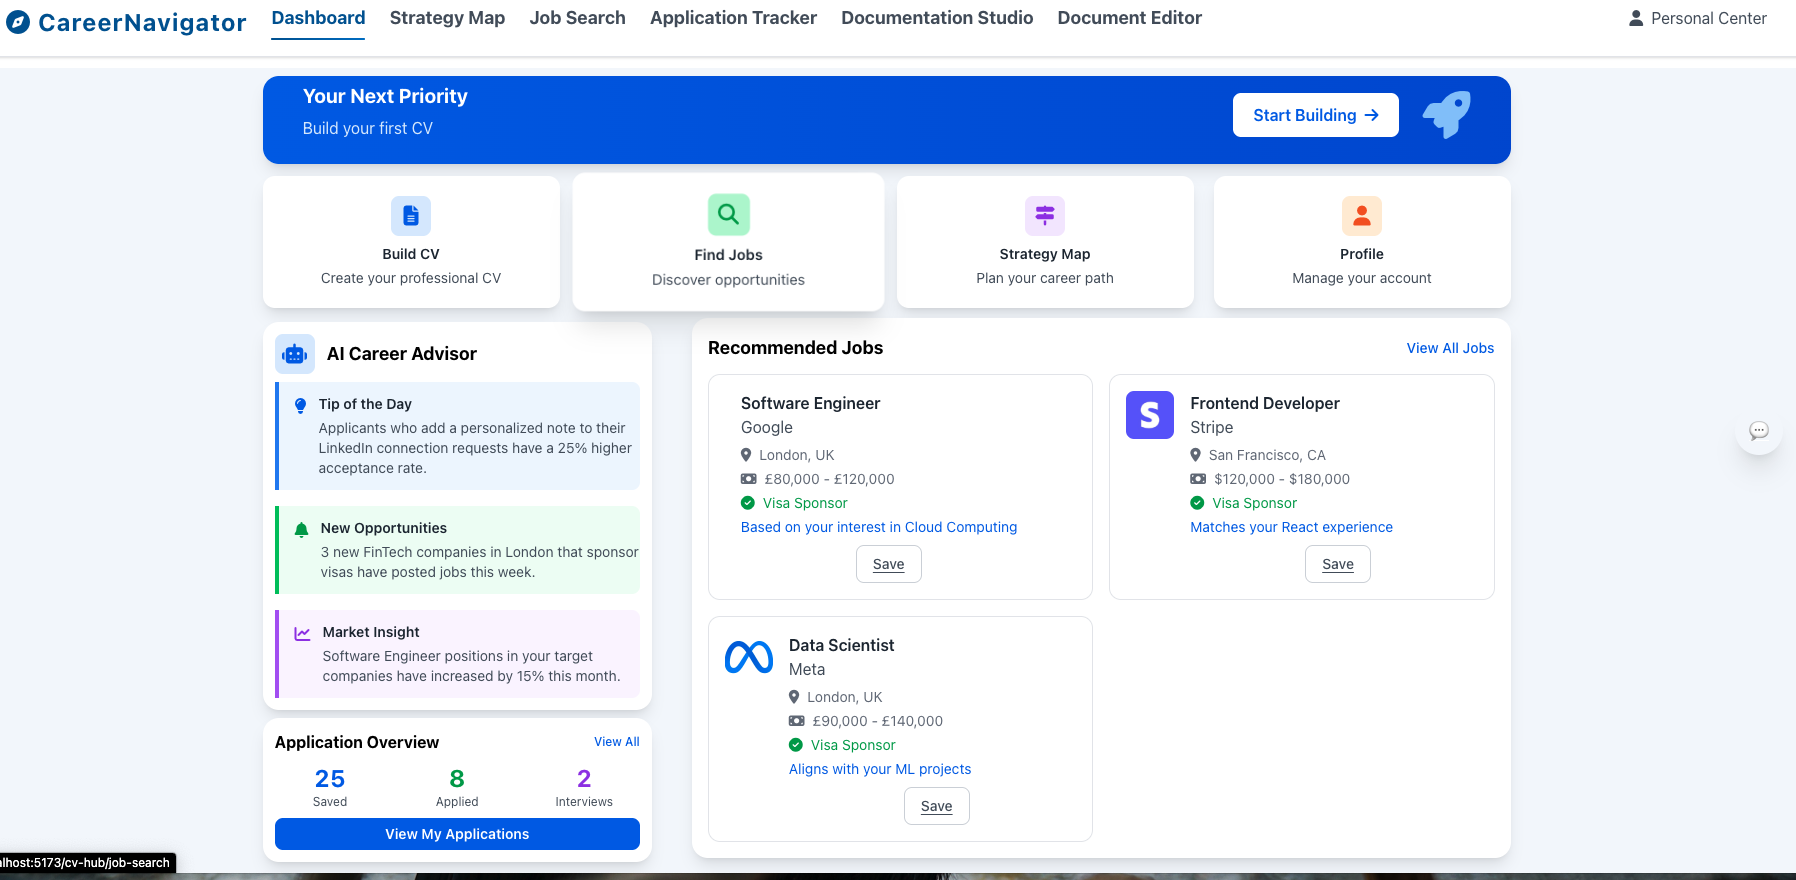 CareerNavigator
Dashboard
Strategy Map
Job Search
Application Tracker
Documentation Studio
Document Editor
Personal Center
Your Next Priority
Build your first CV
Start Building
Build CV
Create your professional CV
Find Jobs
Discover opportunities
Strategy Map
Plan your career path
Profile
Manage your account
AI Career Advisor
Tip of the Day
Applicants who add a personalized note to their
LinkedIn connection requests have a 25% higher
acceptance rate.
New Opportunities
3 new FinTech companies in London that sponsor
visas have posted jobs this week.
Market Insight
Software Engineer positions in your target
companies have increased by 15% this month.
Application Overview
View All
25
Saved
8
Applied
2
Interviews
View My Applications
Recommended Jobs
View All Jobs
Software Engineer
Google
London, UK
£80,000 - £120,000
Visa Sponsor
Based on your interest in Cloud Computing
Save
S
Frontend Developer
Stripe
San Francisco, CA
$120,000 - $180,000
Visa Sponsor
Matches your React experience
Save
Data Scientist
Meta
London, UK
£90,000 - £140,000
Visa Sponsor
Aligns with your ML projects
Save
alhost:5173/cv-hub/job-search